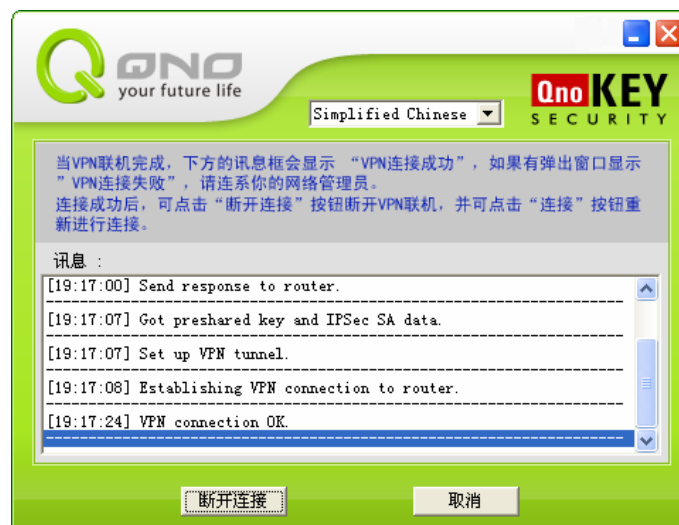 QNO
your future life
Simplified Chinese
Qno KEY
SECURITY
当VPN联机完成，下方的讯息框会显示 “VPN连接成功”，如果有弹出窗口显示
”VPN连接失败”，请连系你的网络管理员。
连接成功后，可点击“断开连接”按钮断开VPN联机，并可点击“连接”按钮重
新进行连接。
讯息 ：
[19:17:00] Send response to router.
[19:17:07] Got preshared key and IPSec SA data.
[19:17:07] Set up VPN tunnel.
[19:17:08] Establishing VPN connection to router.
[19:17:24] VPN connection OK.
断开连接 取消